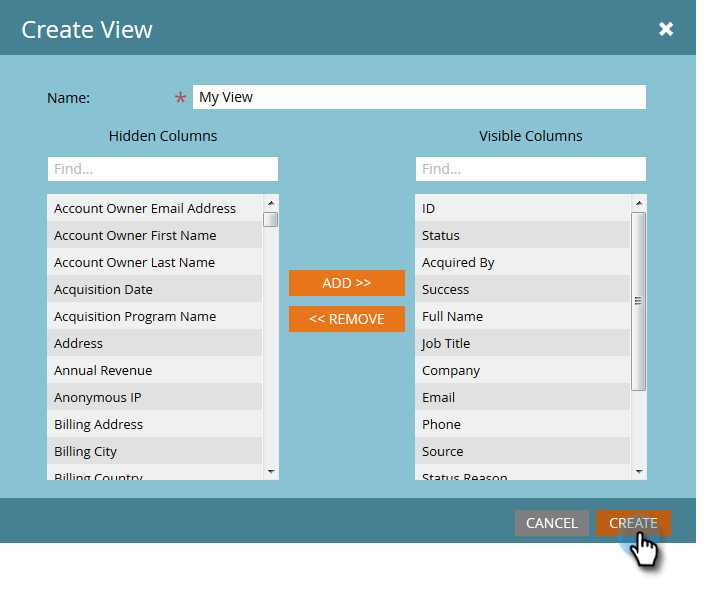 Create View
Name: * My View
Hidden Columns
Visible Columns
Find...
Find...
Account Owner Email Address
Account Owner First Name
Account Owner Last Name
Acquisition Date
Acquisition Program Name
Address
Annual Revenue
Anonymous IP
Billing Address
Billing City
Billing Country
ADD >>
<< REMOVE
ID
Status
Acquired By
Success
Full Name
Job Title
Company
Email
Phone
Source
Status Reason
CANCEL
CREATE